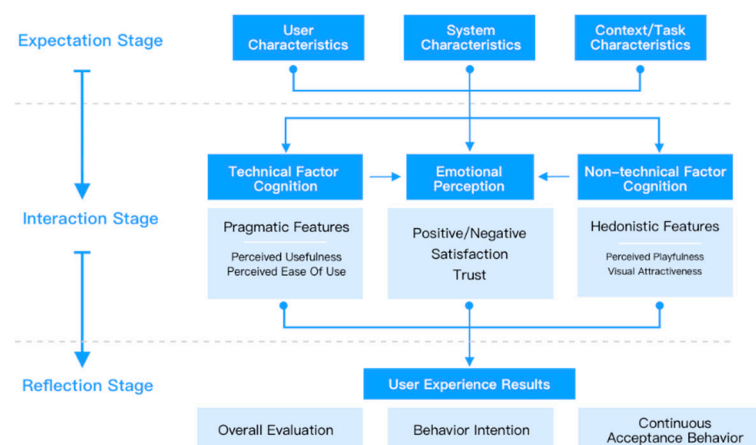 Expectation Stage
User
Characteristics
System
Characteristics
Context/Task
Characteristics
Interaction Stage
Technical Factor
Cognition
Emotional
Perception
Non-technical Factor
Cognition
Pragmatic Features
Perceived Usefulness
Perceived Ease Of Use
Positive/Negative
Satisfaction
Trust
Hedonistic Features
Perceived Playfulness
Visual Attractiveness
Reflection Stage
User Experience Results
Overall Evaluation
Behavior Intention
Continuous
Acceptance Behavior